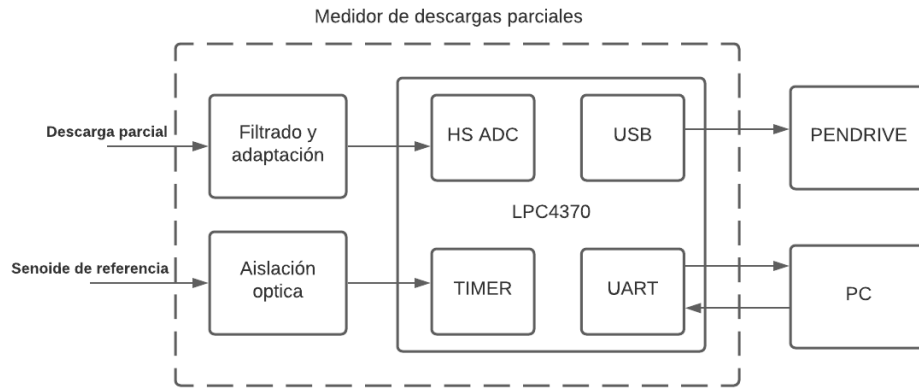 Medidor de descargas parciales
Descarga parcial
Filtrado y
adaptación
HS ADC
USB
PENDRIVE
LPC4370
Senoide de referencia
Aislación
optica
TIMER
UART
PC